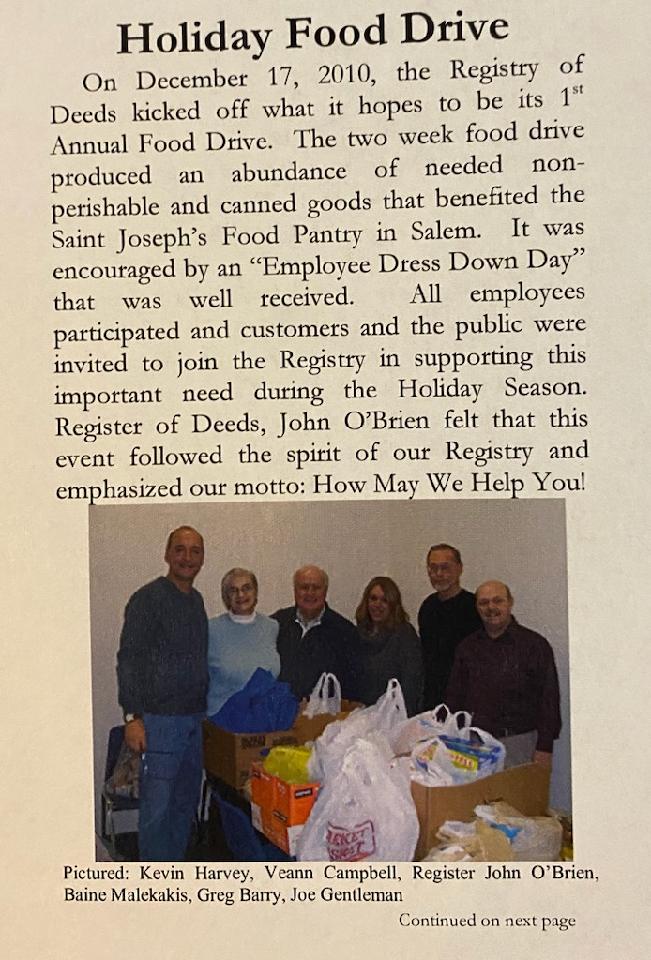 Holiday Food Drive
On December 17, 2010, the Registry of
Deeds kicked off what it hopes to be its 1st
Annual Food Drive. The two week food drive
produced an abundance of needed non-
perishable and canned goods that benefited the
Saint Joseph's Food Pantry in Salem. It was
encouraged by an "Employee Dress Down Day"
that was well received. All employees
participated and customers and the public were
invited to join the Registry in supporting this
important need during the Holiday Season.
Register of Deeds, John O'Brien felt that this
event followed the spirit of our Registry and
emphasized our motto: How May We Help You!
MARKET
BASKET
Pictured: Kevin Harvey, Veann Campbell, Register John O'Brien,
Baine Malekakis, Greg Barry, Joe Gentleman
Continued on next page